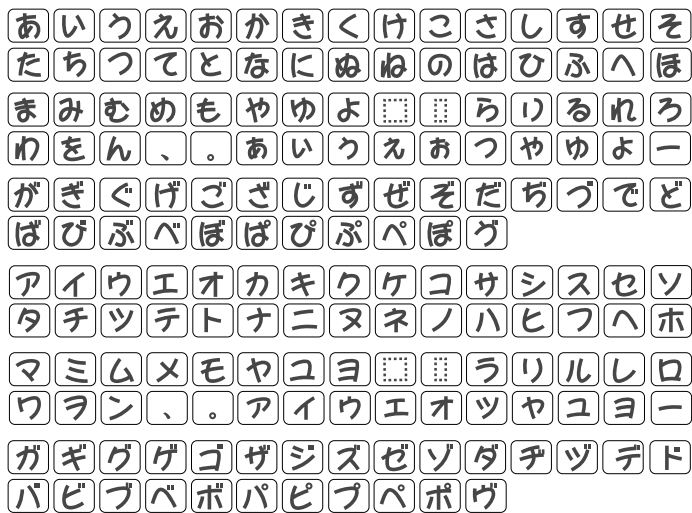 あいうえおかきくけこさしすせそ
たちつてとなにぬねのはひふへほ
まみむめもやゆよらりるれろ
わをん、。ぁぃぅぇぉっゃゅょー
がぎぐげござじずぜぞだぢづでど
ばびぶべぼぱぴぷぺぽゔ
アイウエオカキクケコサシスセソ
タチツテトナニヌネノハヒフヘホ
マミムメモヤユヨラリルレロ
ワヲン、。ァィゥェォッャュョー
ガギグゲゴザジズゼゾダヂヅデド
バビブベボパピプペポヴ